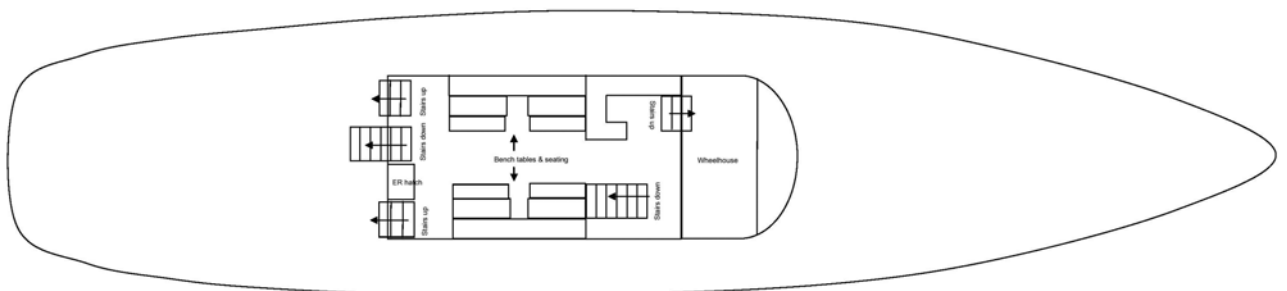 Stairs up
Stairs down
ER hatch
Stairs up
Bench tables & seating
Stairs up
Stairs down
Wheelhouse